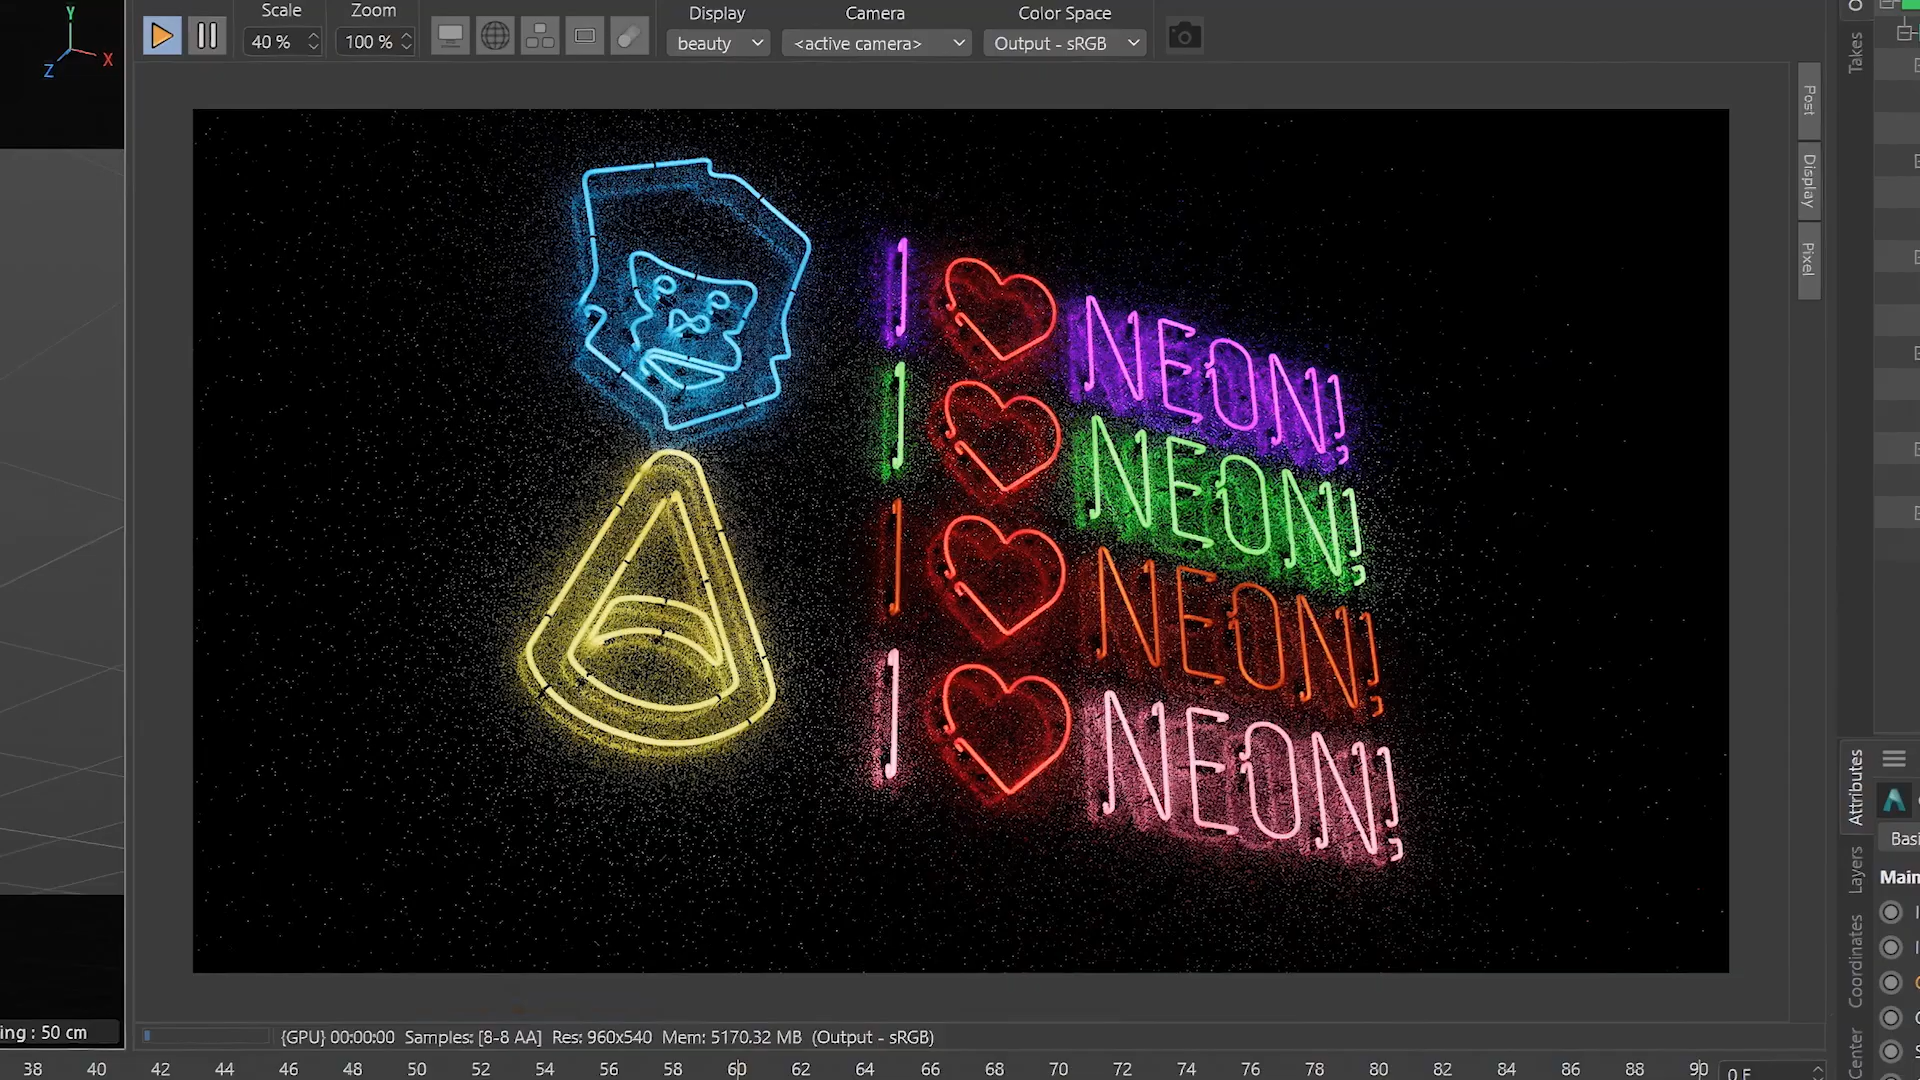 Scale
Zoom
Display
Camera
Color Space
40 %
100 %
beauty
<active camera>
Output - sRGB
Y
X
Z
Takes
Post
Display
Pixel
I NEON!
I NEON!
I NEON!
I NEON!
Attributes
Layers
Coordinates
Center
Basi
Main
ing : 50 cm
{GPU} 00:00:00 Samples: [8-8 AA] Res: 960x540 Mem: 5170.32 MB (Output - sRGB)
38 40 42 44 46 48 50 52 54 56 58 60 62 64 66 68 70 72 74 76 78 80 82 84 86 88 90
0 F